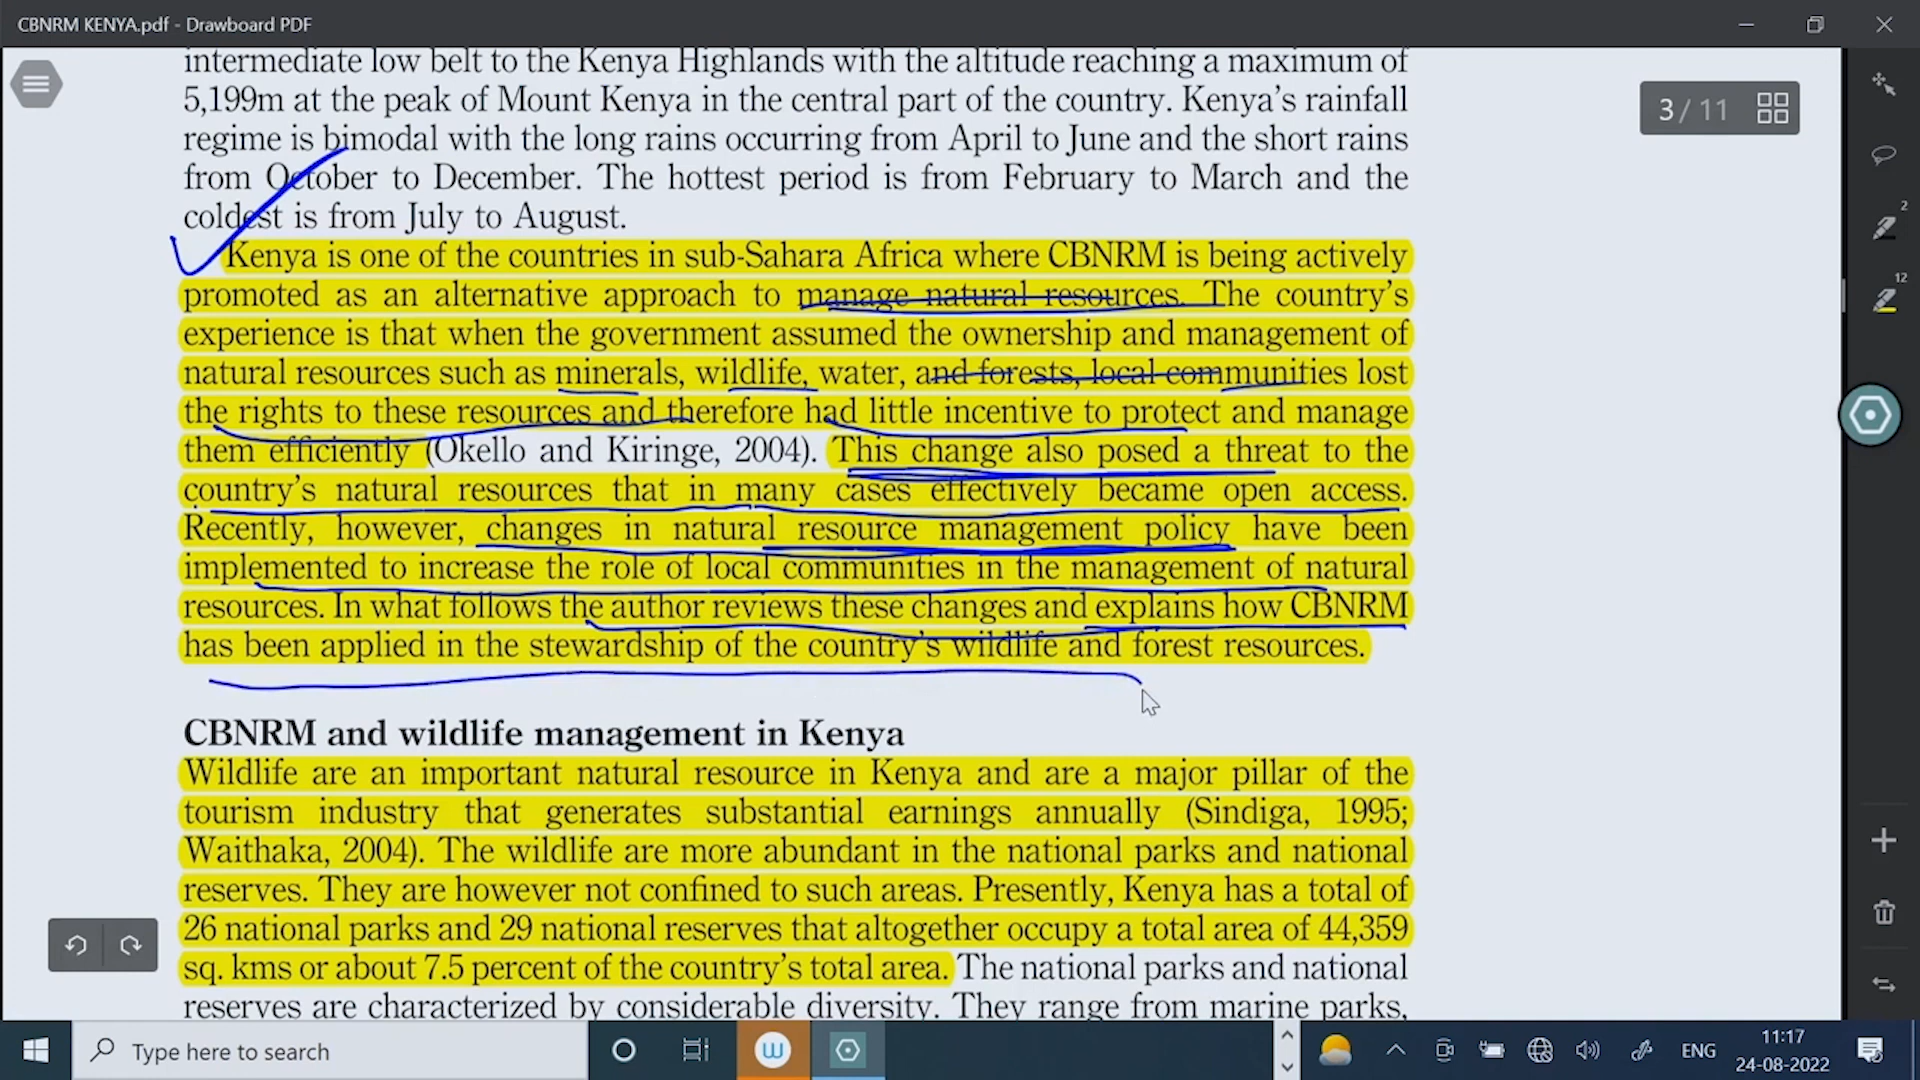 CBNRM KENYA.pdf - Drawboard PDF
intermediate low belt to the Kenya Highlands with the altitude reaching a maximum of
5,199m at the peak of Mount Kenya in the central part of the country. Kenya's rainfall
regime is bimodal with the long rains occurring from April to June and the short rains
from October to December. The hottest period is from February to March and the
coldest is from July to August.
3 / 11
Kenya is one of the countries in sub-Sahara Africa where CBNRM is being actively
promoted as an alternative approach to manage natural resources. The country's
experience is that when the government assumed the ownership and management of
natural resources such as minerals, wildlife, water, and forests, local communities lost
the rights to these resources and therefore had little incentive to protect and manage
them efficiently (Okello and Kiringe, 2004). This change also posed a threat to the
country's natural resources that in many cases effectively became open access.
Recently, however, changes in natural resource management policy have been
implemented to increase the role of local communities in the management of natural
resources. In what follows the author reviews these changes and explains how CBNRM
has been applied in the stewardship of the country's wildlife and forest resources.
CBNRM and wildlife management in Kenya
Wildlife are an important natural resource in Kenya and are a major pillar of the
tourism industry that generates substantial earnings annually (Sindiga, 1995;
Waithaka, 2004). The wildlife are more abundant in the national parks and national
reserves. They are however not confined to such areas. Presently, Kenya has a total of
26 national parks and 29 national reserves that altogether occupy a total area of 44,359
sq. kms or about 7.5 percent of the country's total area. The national parks and national
reserves are characterized by considerable diversity. They range from marine parks,
2
12
Type here to search
W
ENG
11:17
24-08-2022